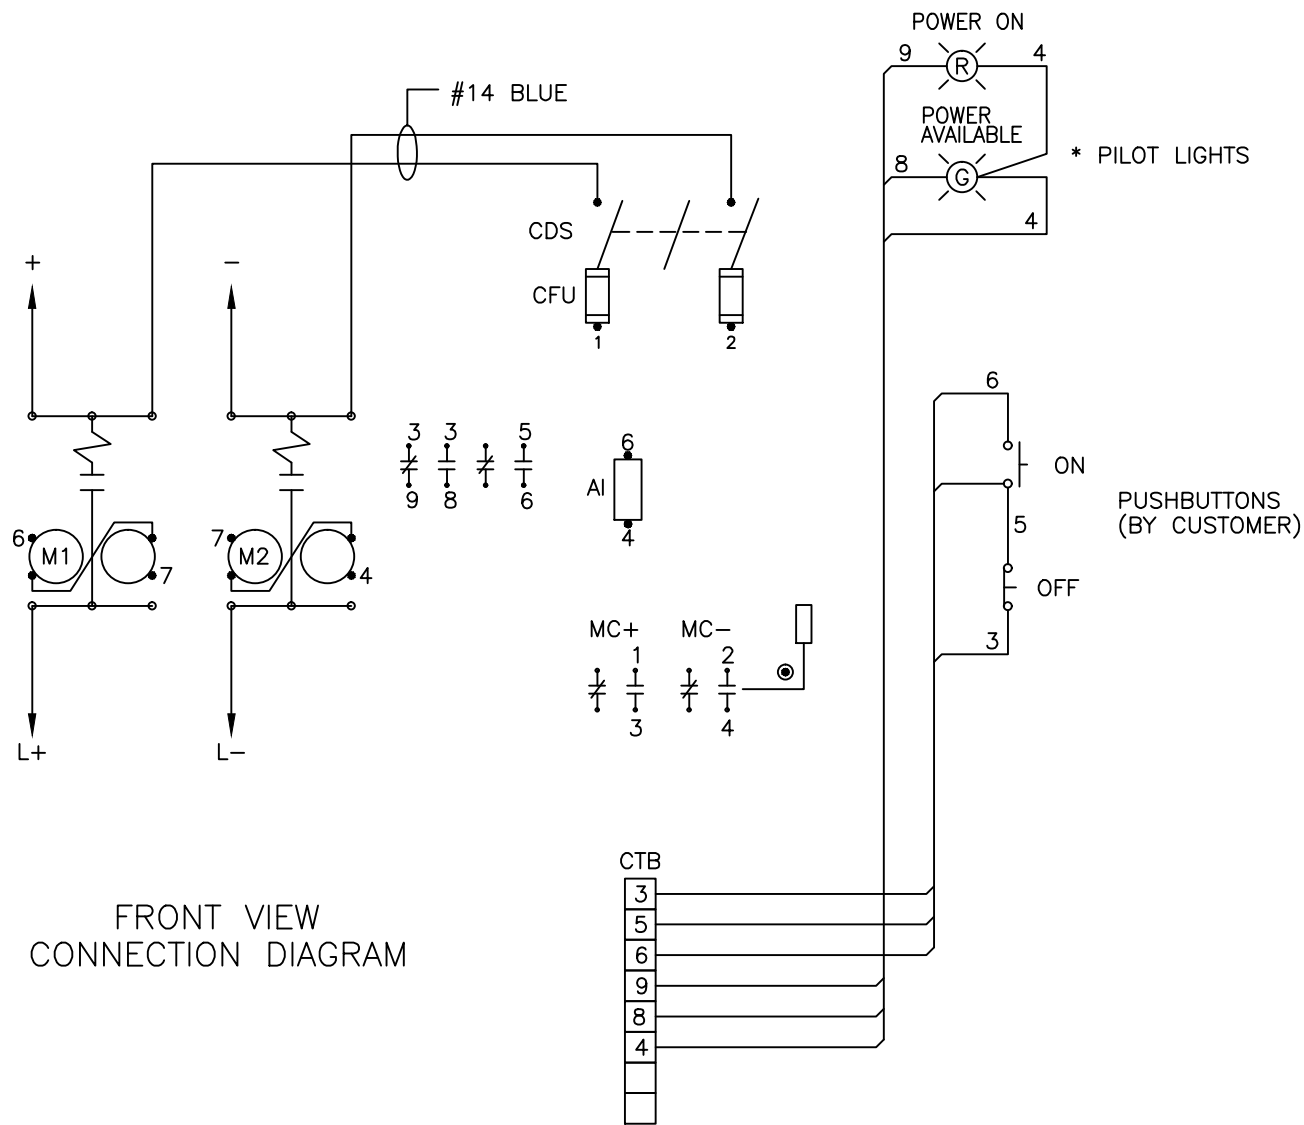 POWER ON
9 R 4
#14 BLUE
POWER
AVAILABLE
* PILOT LIGHTS
8 G
4
CDS
+ -
CFU
1 2
6
3 3 5
6
ON
AI
9 8 6
PUSHBUTTONS
(BY CUSTOMER)
5
4
6 M1 7
7 M2 4
OFF
MC+ MC-
3
1 2
3 4
L+ L-
CTB
3
5
6
9
8
4
FRONT VIEW
CONNECTION DIAGRAM